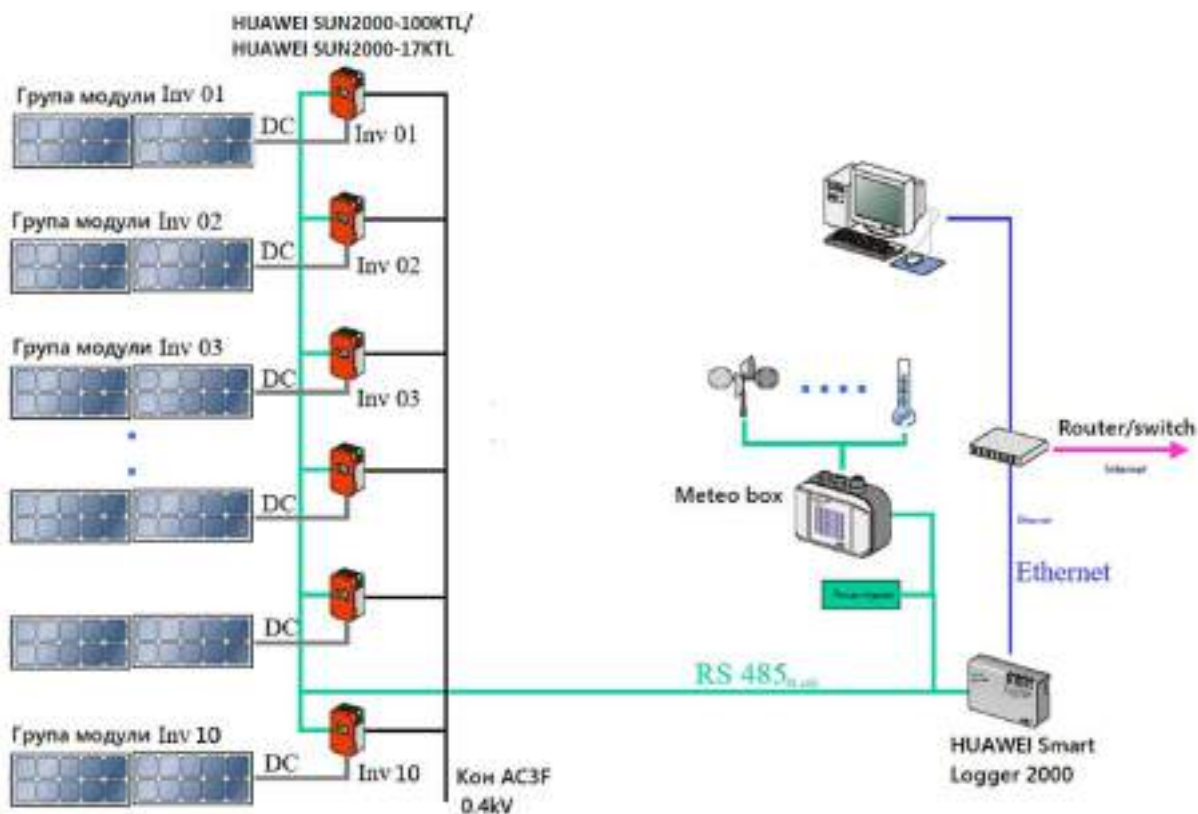 HUAWEI SUN2000-100KTL/
HUAWEI SUN2000-17KTL
Група модули Inv 01
DC
Inv 01
Група модули Inv 02
DC
Inv 02
Група модули Inv 03
DC
Inv 03
DC
DC
Група модули Inv 10
DC
Inv 10
Кон AC3F
0.4kV
Meteo box
Router/switch
Internet
Ethernet
Ethernet
RS 485
HUAWEI Smart
Logger 2000